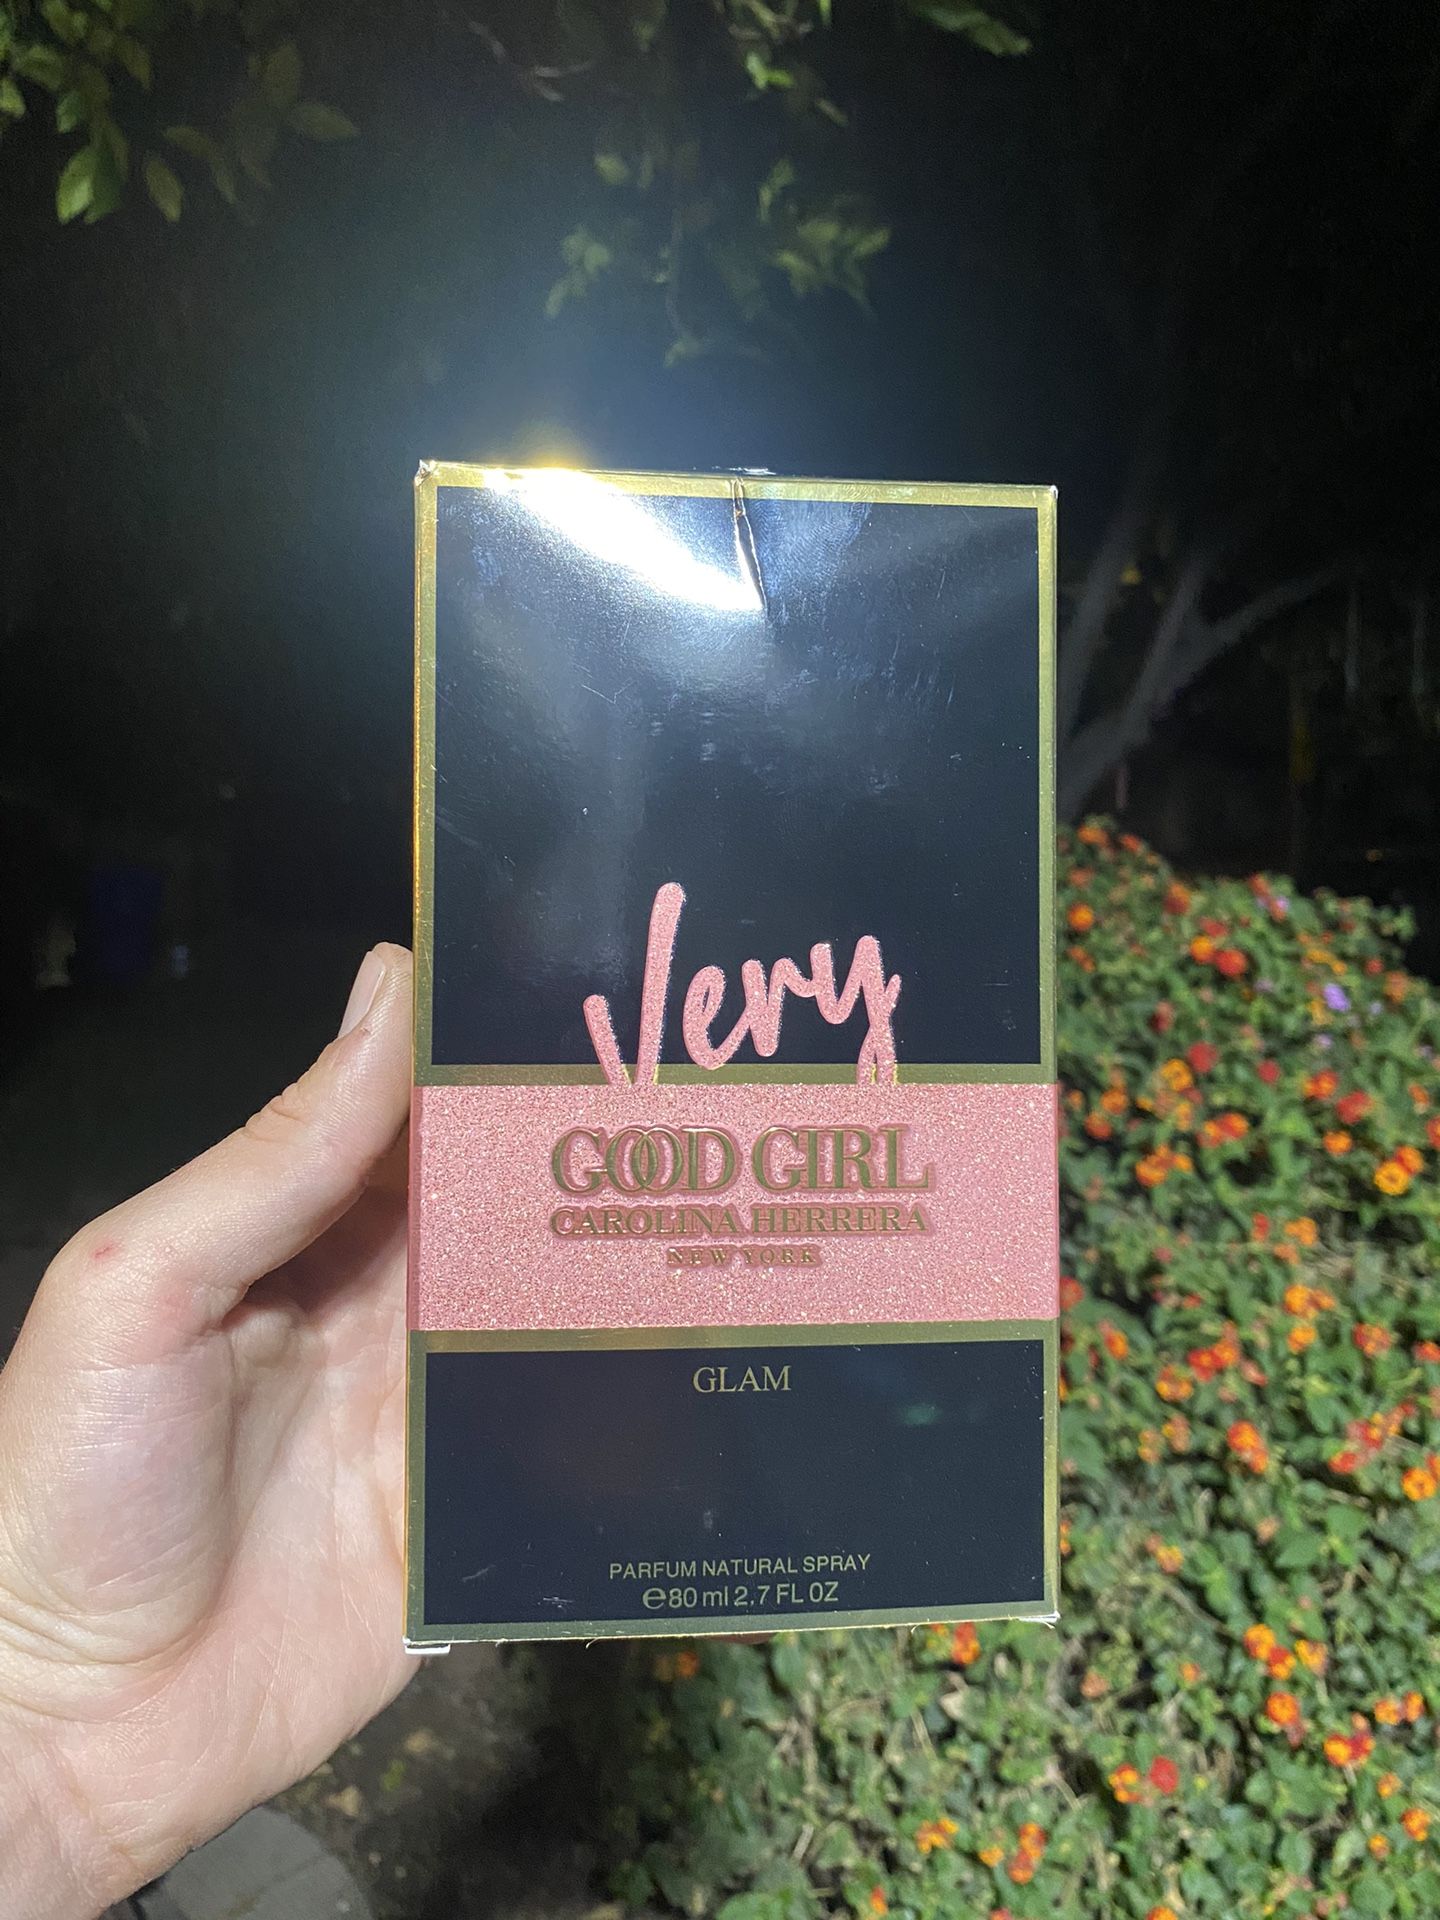 Very
GOOD GIRL
CAROLINA HERRERA
NEW YORK
GLAM
PARFUM NATURAL SPRAY
℮80 ml 2.7 FL OZ